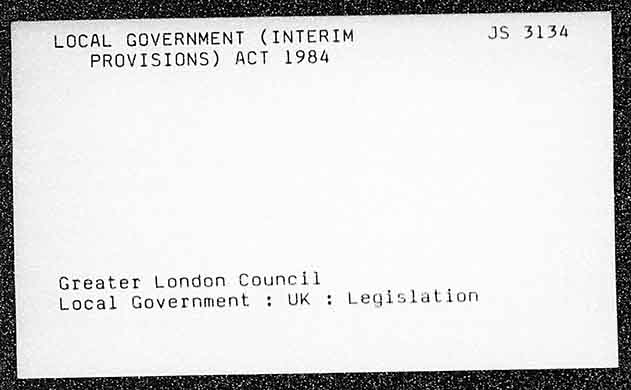 LOCAL GOVERNMENT (INTERIM JS 3134
PROVISIONS) ACT 1984
Greater London Council
Local Government : UK : Legislation